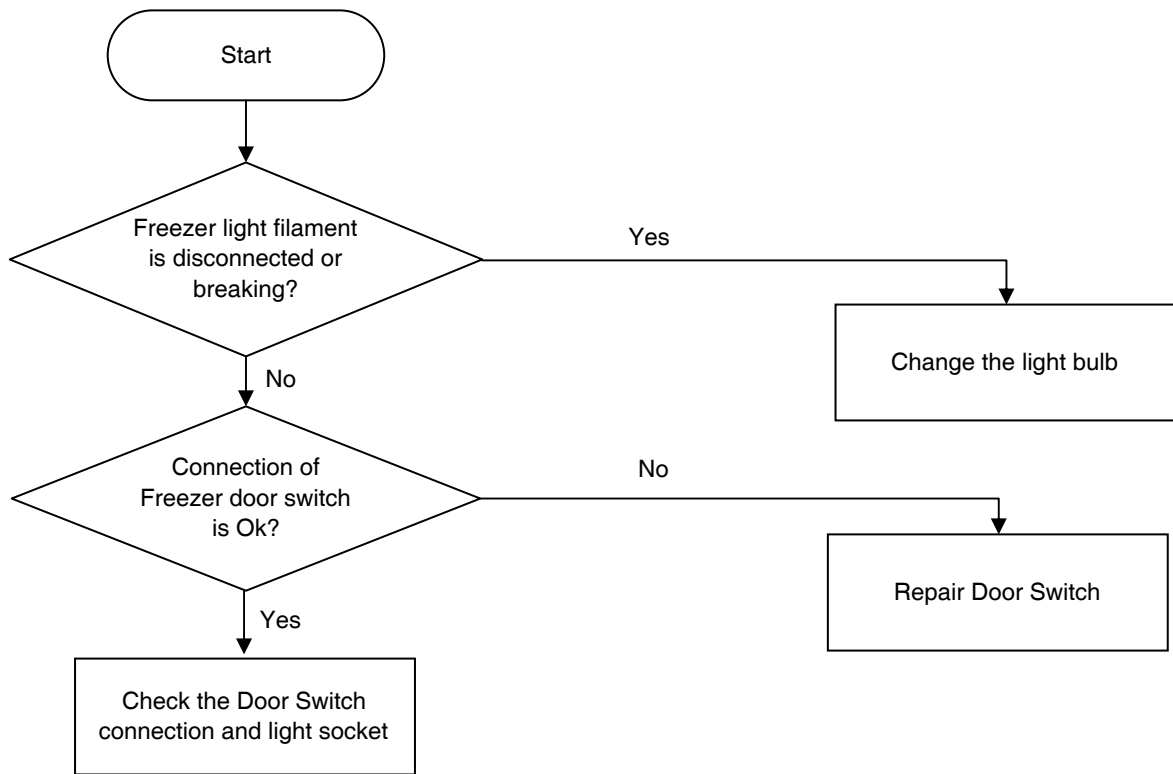 Start
Freezer light filament
is disconnected or
breaking?
Yes
Change the light bulb
No
Connection of
Freezer door switch
is Ok?
No
Repair Door Switch
Yes
Check the Door Switch
connection and light socket